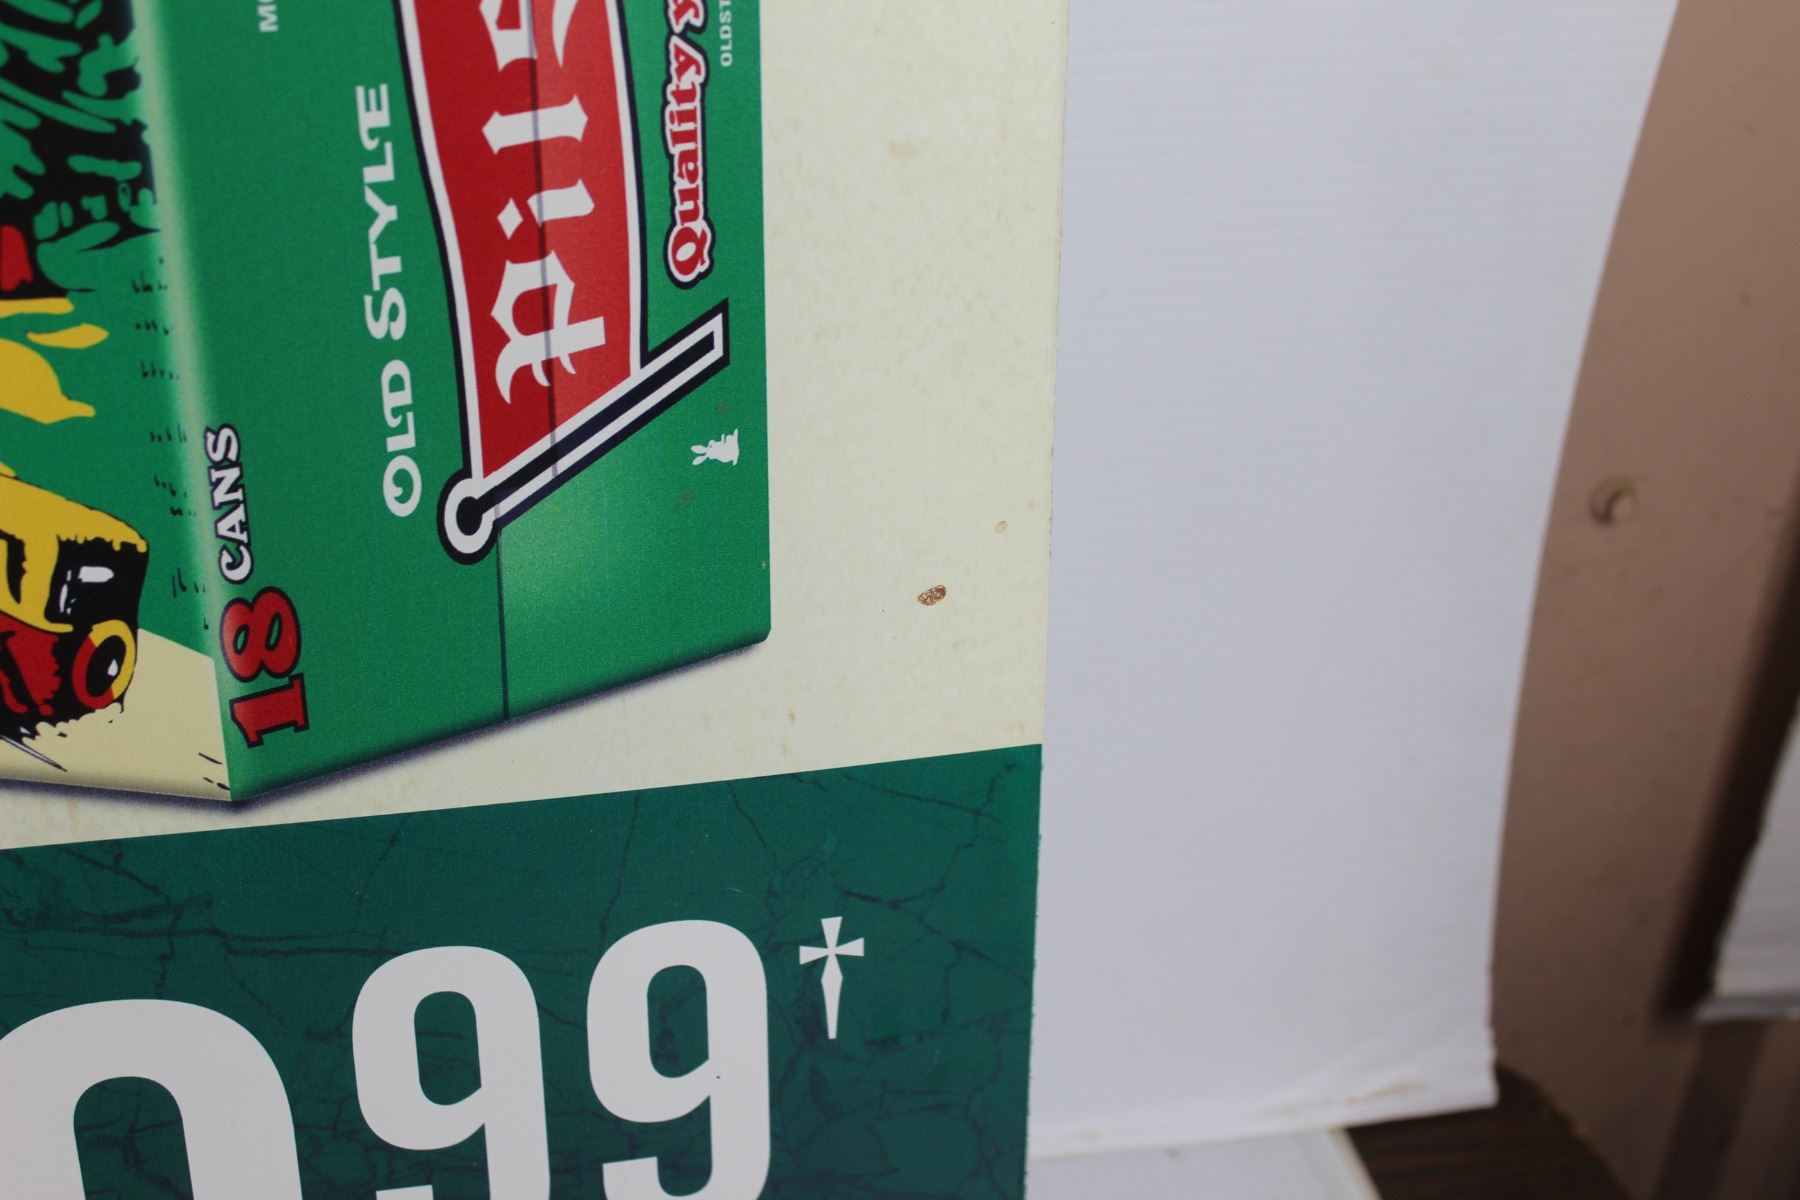 18 CANS
OLD STYLE
Pils
Quality
.99†